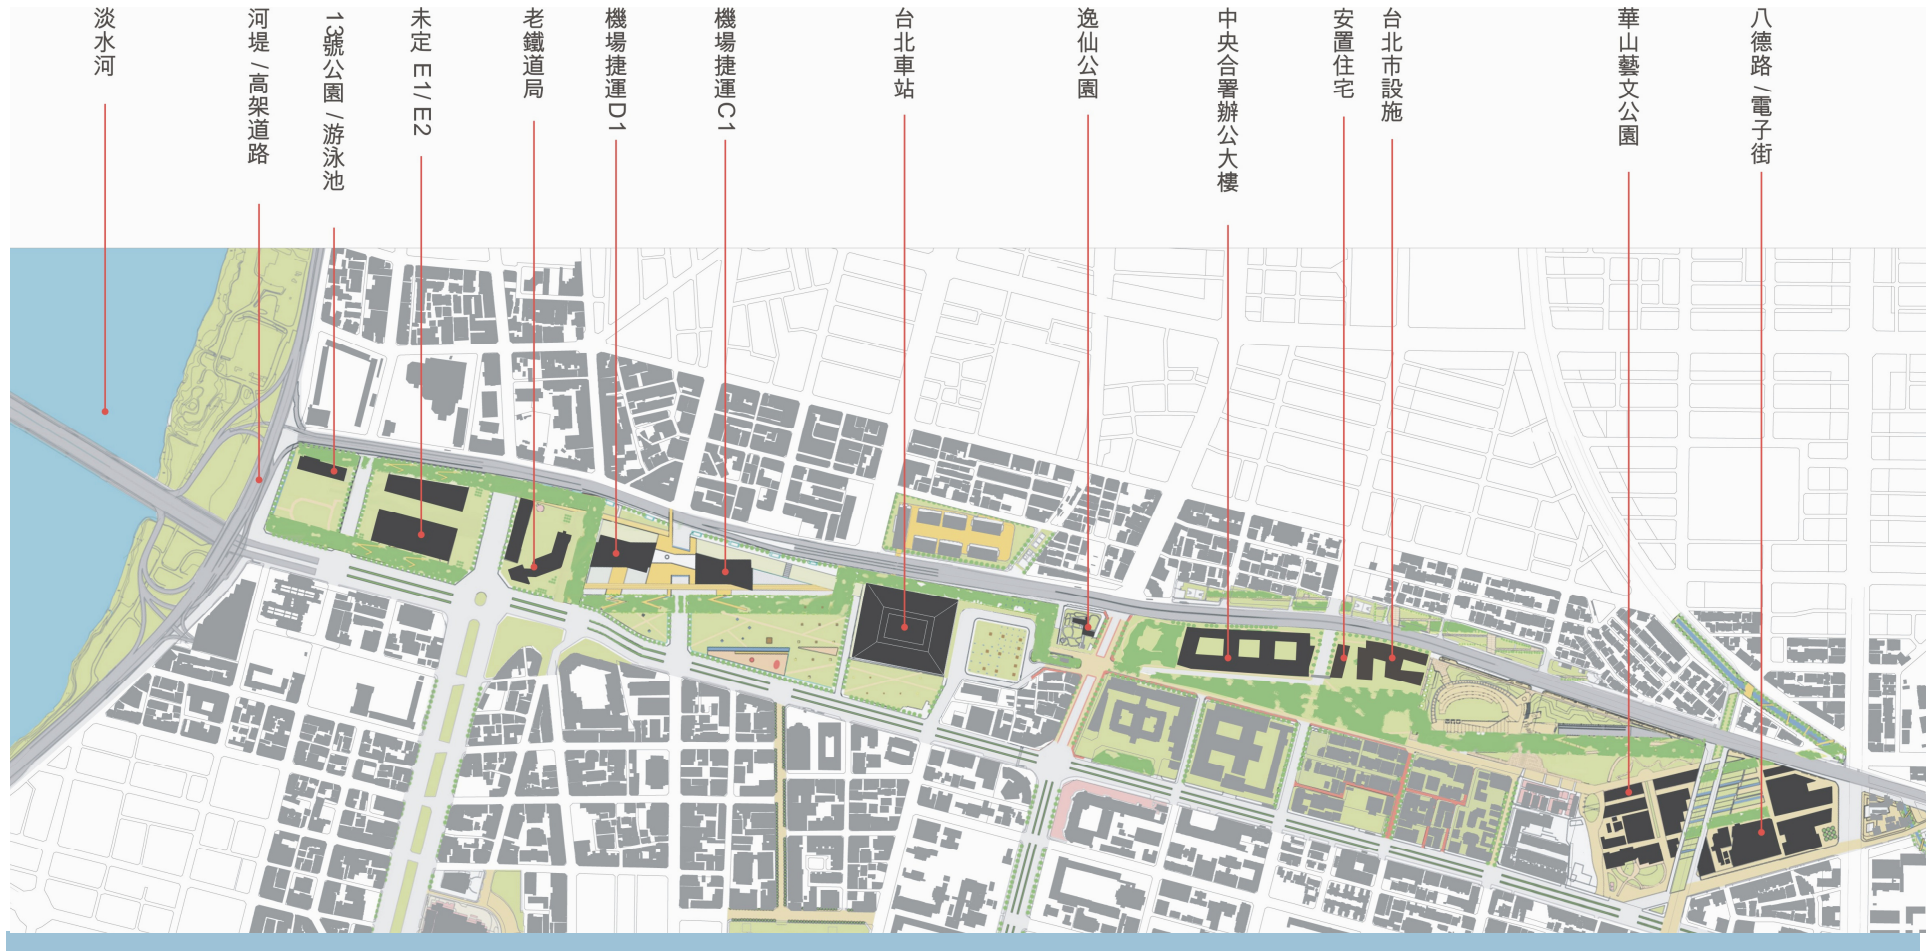 淡水河
河堤 / 高架道路
13號公園 / 游泳池
未定 E1/ E2
老鐵道局
機場捷運D1
機場捷運C1
台北車站
逸仙公園
中央合署辦公大樓
安置住宅
台北市設施
華山藝文公園
八德路 / 電子街